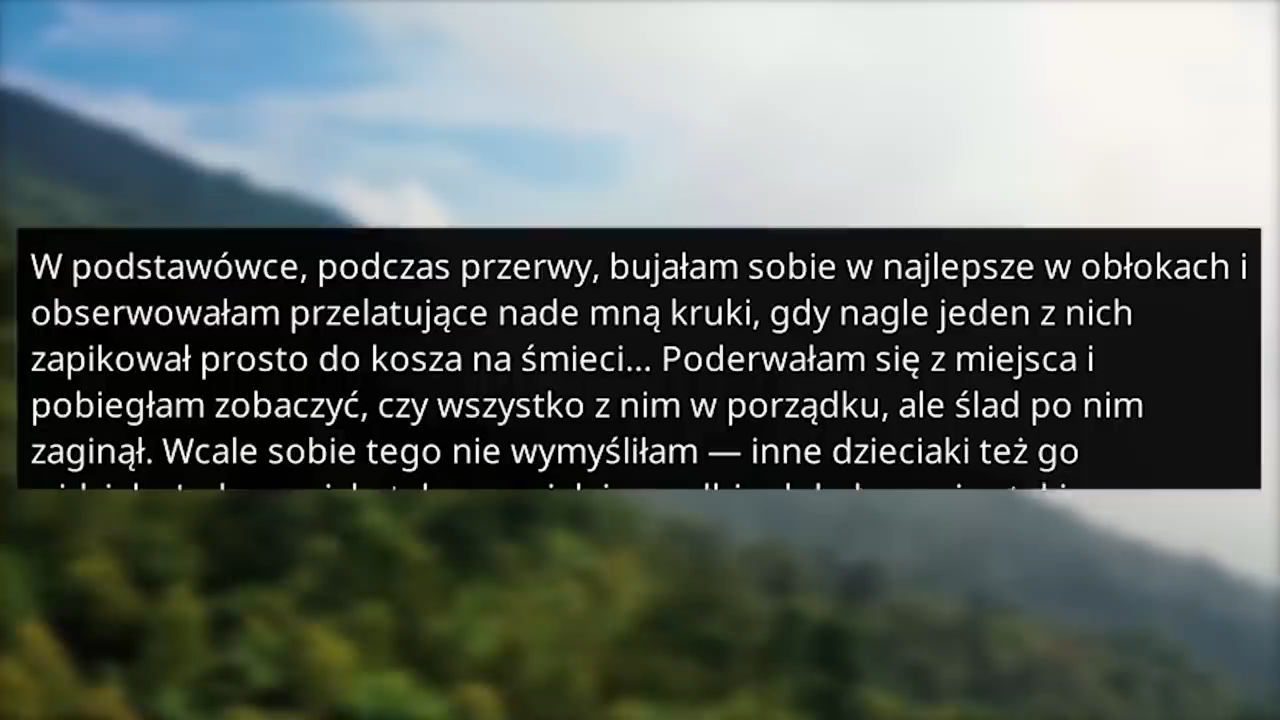 W podstawówce, podczas przerwy, bujałam sobie w najlepsze w obłokach i
obserwowałam przelatujące nade mną kruki, gdy nagle jeden z nich
zapikował prosto do kosza na śmieci... Poderwałam się z miejsca i
pobiegłam zobaczyć, czy wszystko z nim w porządku, ale ślad po nim
zaginął. Wcale sobie tego nie wymyśliłam — inne dzieciaki też go